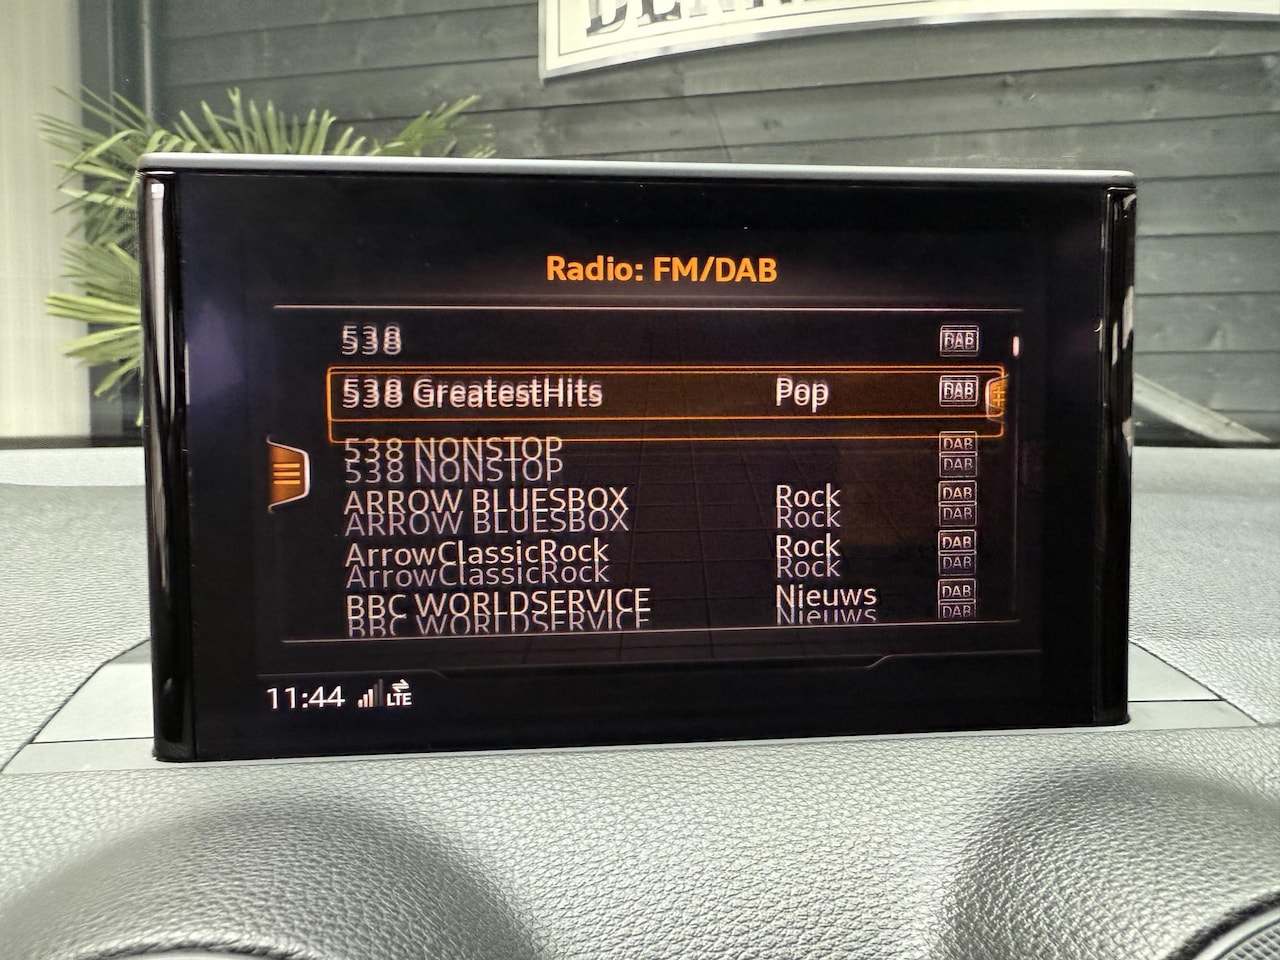 Radio: FM/DAB
538 DAB
538 GreatestHits Pop DAB
538 NONSTOP DAB
ARROW BLUESBOX Rock DAB
ArrowClassicRock Rock DAB
BBC WORLDSERVICE Nieuws DAB
11:44 LTE